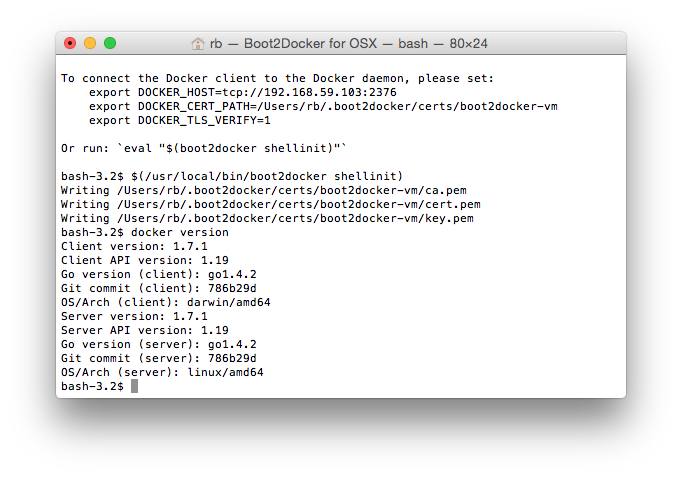 rb — Boot2Docker for OSX — bash — 80×24
To connect the Docker client to the Docker daemon, please set:
    export DOCKER_HOST=tcp://192.168.59.103:2376
    export DOCKER_CERT_PATH=/Users/rb/.boot2docker/certs/boot2docker-vm
    export DOCKER_TLS_VERIFY=1
Or run: `eval "$(boot2docker shellinit)"`
bash-3.2$ $(/usr/local/bin/boot2docker shellinit)
Writing /Users/rb/.boot2docker/certs/boot2docker-vm/ca.pem
Writing /Users/rb/.boot2docker/certs/boot2docker-vm/cert.pem
Writing /Users/rb/.boot2docker/certs/boot2docker-vm/key.pem
bash-3.2$ docker version
Client version: 1.7.1
Client API version: 1.19
Go version (client): go1.4.2
Git commit (client): 786b29d
OS/Arch (client): darwin/amd64
Server version: 1.7.1
Server API version: 1.19
Go version (server): go1.4.2
Git commit (server): 786b29d
OS/Arch (server): linux/amd64
bash-3.2$